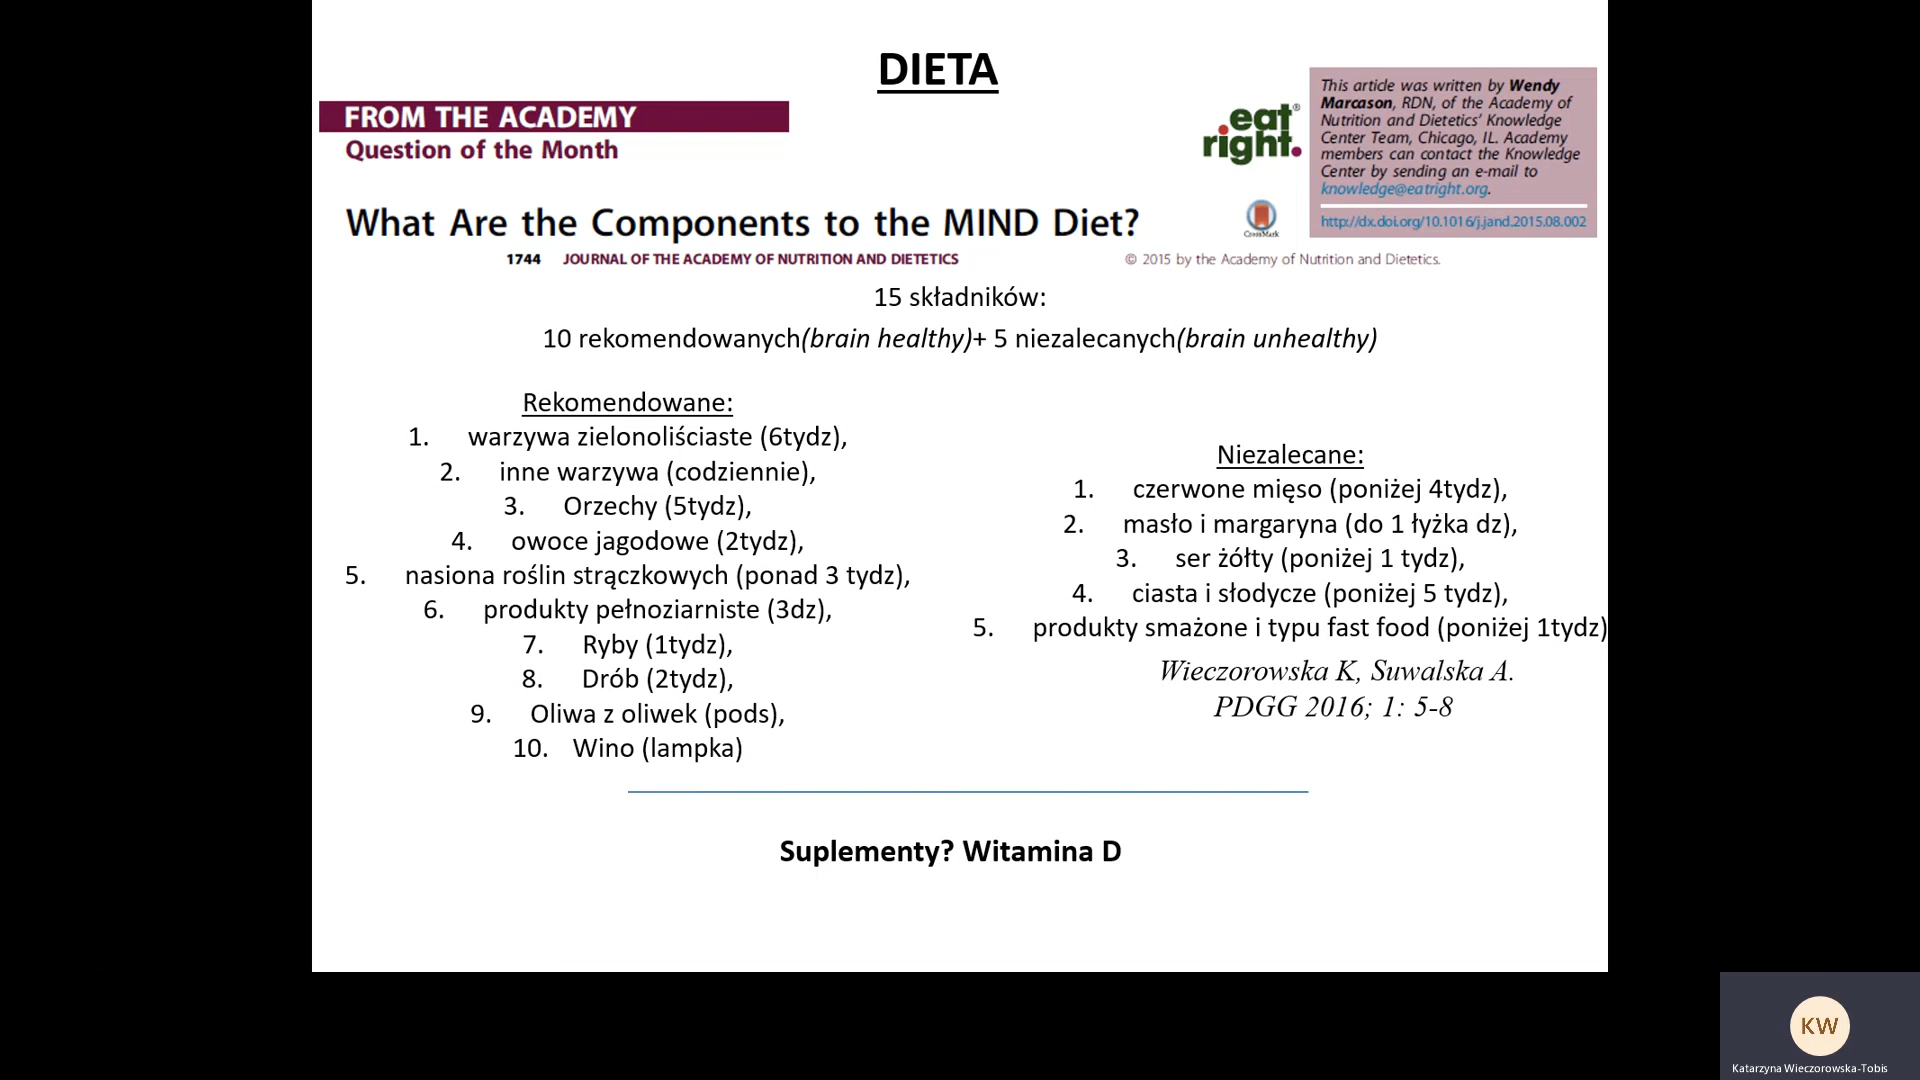 DIETA
FROM THE ACADEMY
Question of the Month
eat®
right.
This article was written by Wendy
Marcason, RDN, of the Academy of
Nutrition and Dietetics' Knowledge
Center Team, Chicago, IL. Academy
members can contact the Knowledge
Center by sending an e-mail to
knowledge@eatright.org.
http://dx.doi.org/10.1016/j.jand.2015.08.002
What Are the Components to the MIND Diet?
CrossMark
1744 JOURNAL OF THE ACADEMY OF NUTRITION AND DIETETICS
© 2015 by the Academy of Nutrition and Dietetics.
15 składników:
10 rekomendowanych(brain healthy)+ 5 niezalecanych(brain unhealthy)
Rekomendowane:
1. warzywa zielonoliściaste (6tydz),
2. inne warzywa (codziennie),
3. Orzechy (5tydz),
4. owoce jagodowe (2tydz),
5. nasiona roślin strączkowych (ponad 3 tydz),
6. produkty pełnoziarniste (3dz),
7. Ryby (1tydz),
8. Drób (2tydz),
9. Oliwa z oliwek (pods),
10. Wino (lampka)
Niezalecane:
1. czerwone mięso (poniżej 4tydz),
2. masło i margaryna (do 1 łyżka dz),
3. ser żółty (poniżej 1 tydz),
4. ciasta i słodycze (poniżej 5 tydz),
5. produkty smażone i typu fast food (poniżej 1tydz)
Wieczorowska K, Suwalska A.
PDGG 2016; 1: 5-8
Suplementy? Witamina D
KW
Katarzyna Wieczorowska-Tobis